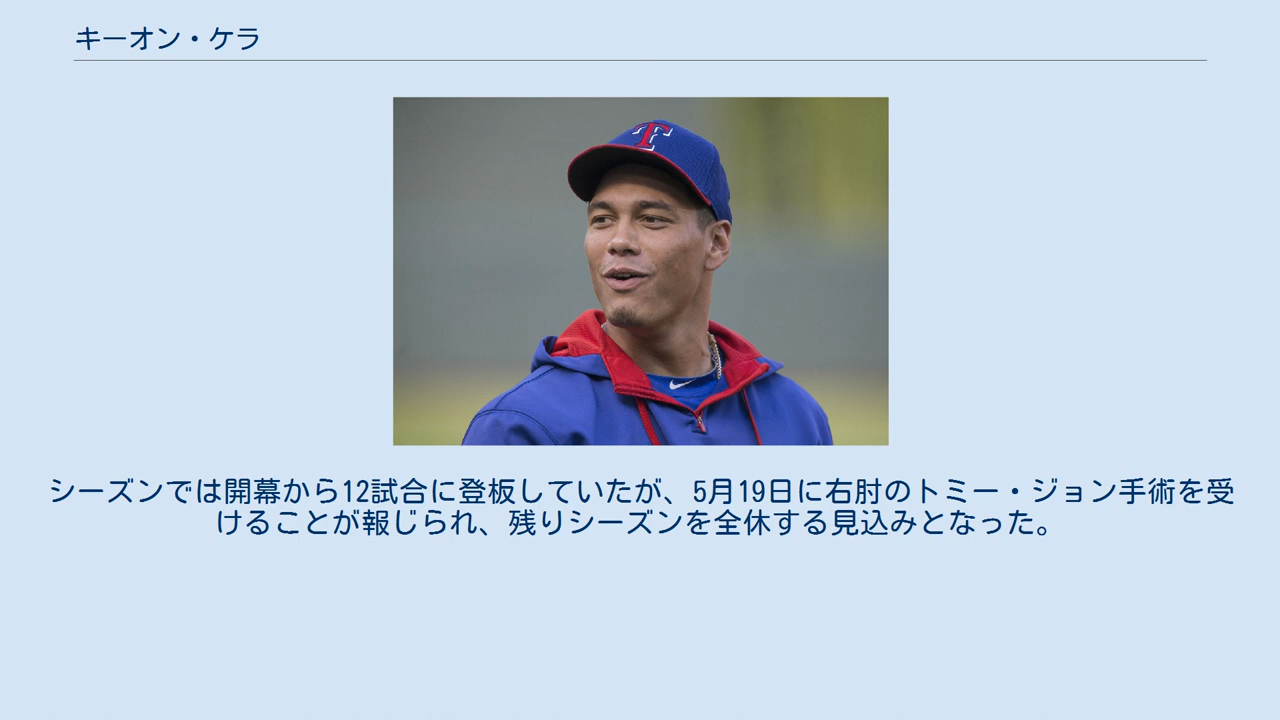 キーオン・ケラ
T
シーズンでは開幕から12試合に登板していたが、5月19日に右肘のトミー・ジョン手術を受
けることが報じられ、残りシーズンを全休する見込みとなった。